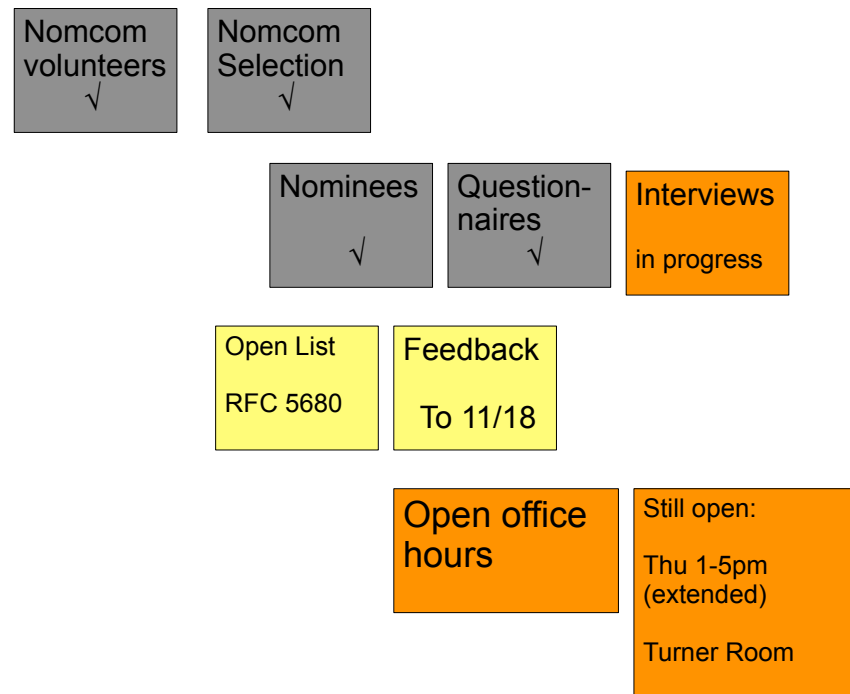 Nomcom
volunteers
√
Nomcom
Selection
√
Nominees
√
Question-
naires
√
Interviews
in progress
Open List
RFC 5680
Feedback
To 11/18
Open office
hours
Still open:
Thu 1-5pm
(extended)
Turner Room